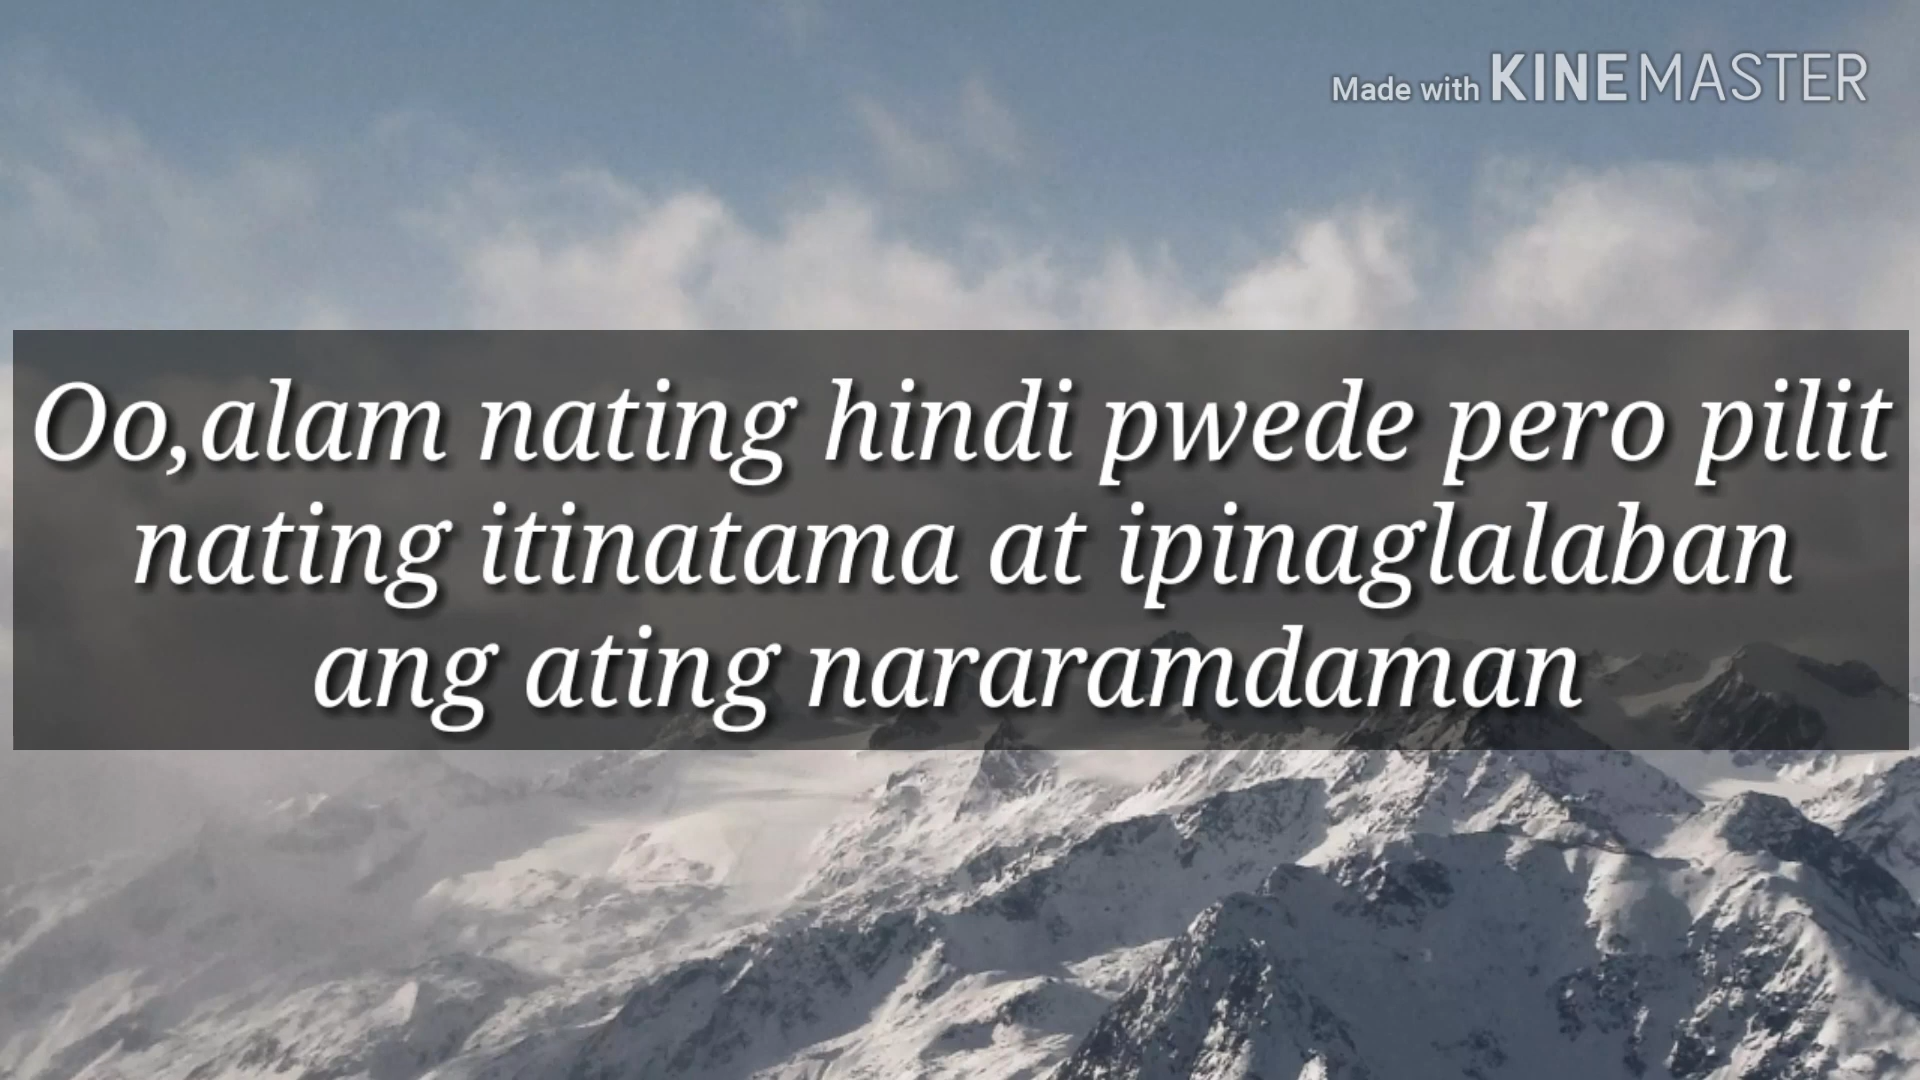 Made with KINEMASTER
Oo,alam nating hindi pwede pero pilit
nating itinatama at ipinaglalaban
ang ating nararamdaman